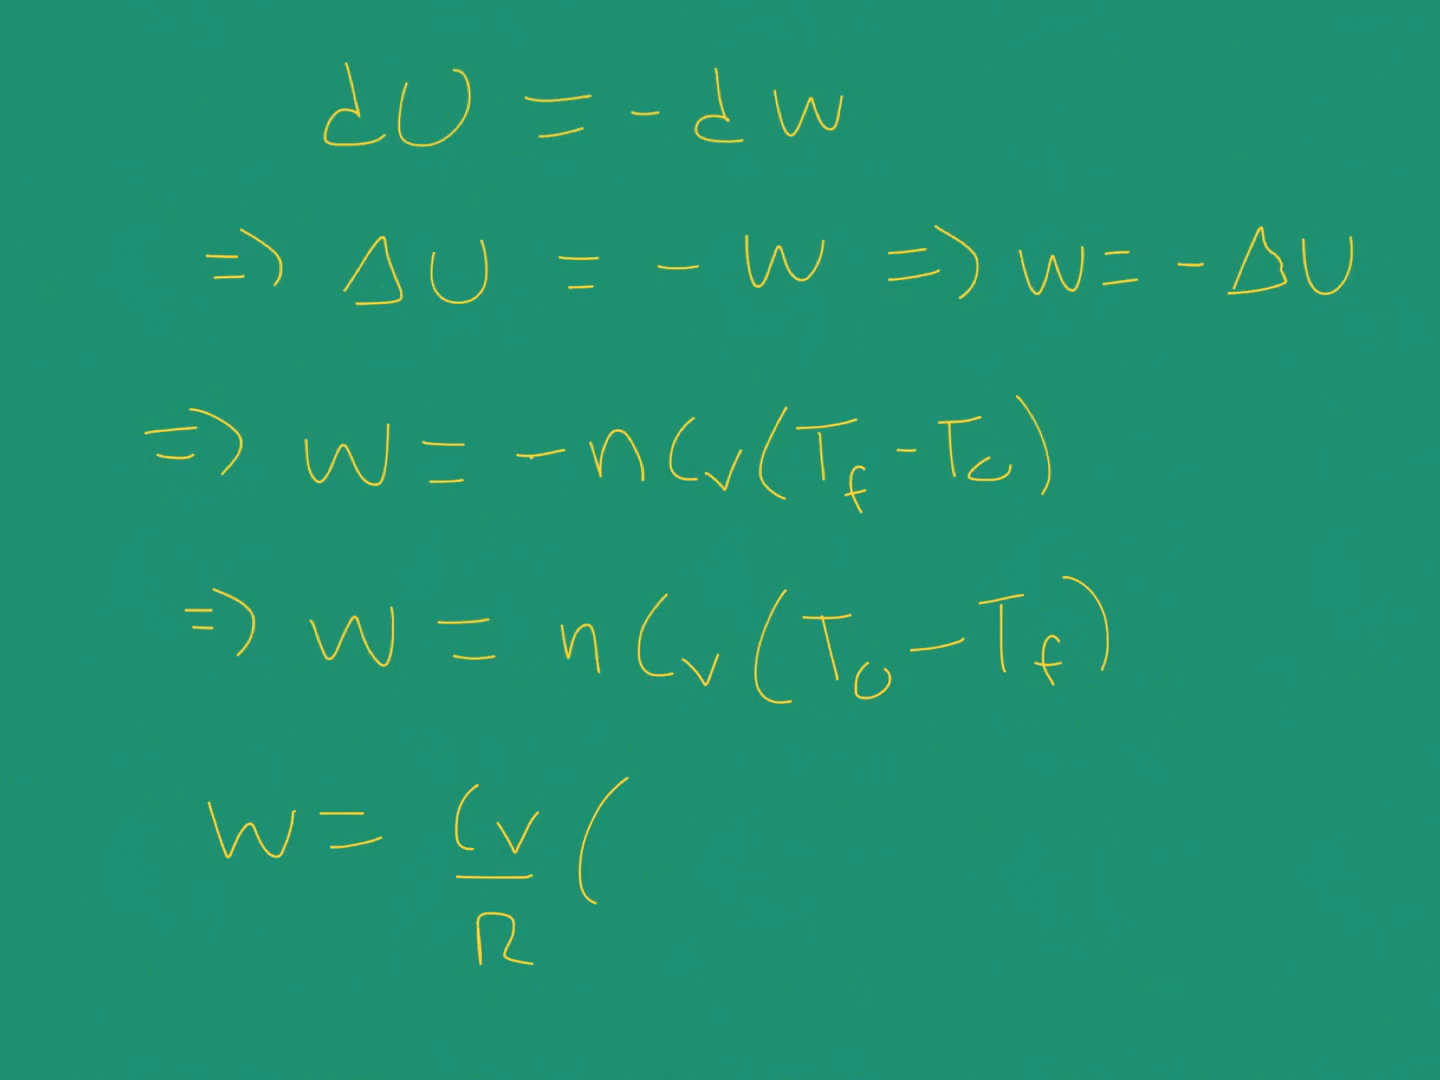 dU = -dW
=> ΔU = -W => W = -ΔU
=> W = -nCv(Tf - To)
=> W = nCv(To - Tf)
W = Cv/R (